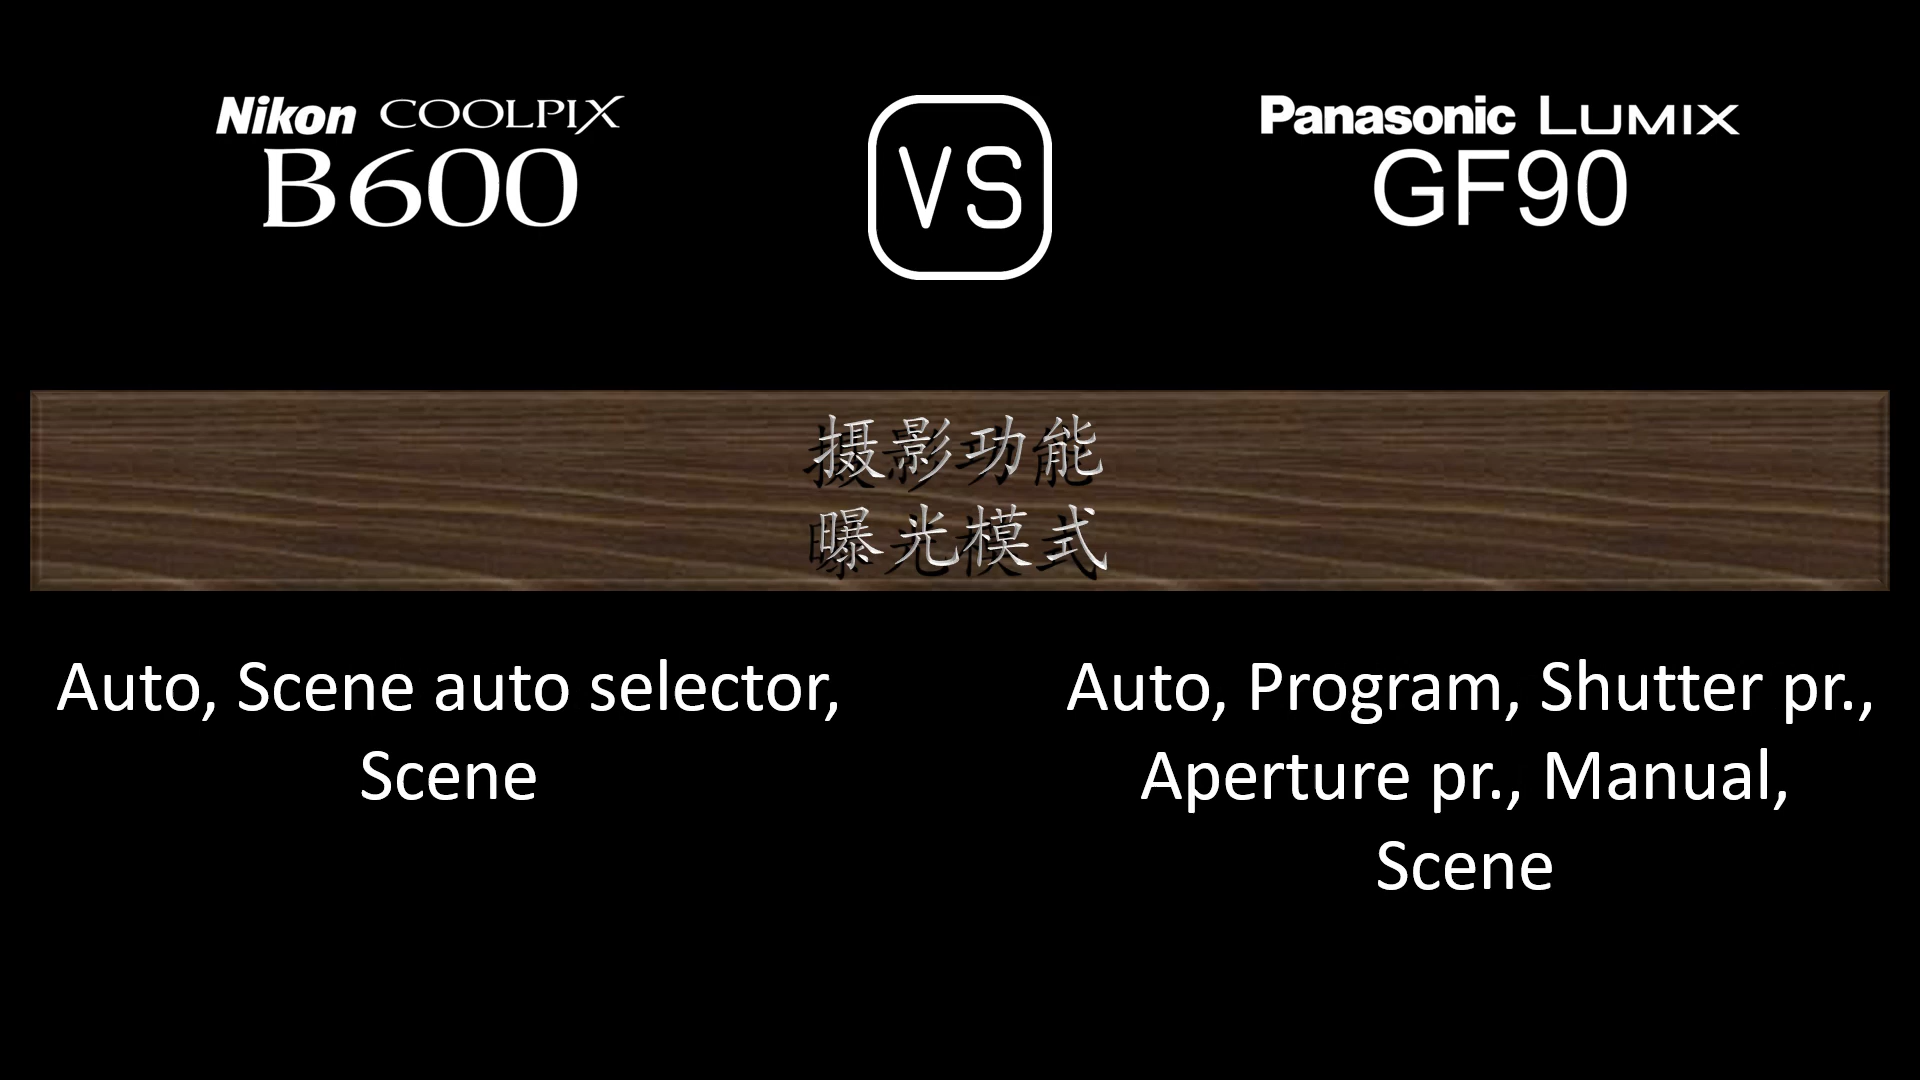 Nikon COOLPIX
B600
VS
Panasonic LUMIX
GF90
摄影功能
曝光模式
Auto, Scene auto selector,
Scene
Auto, Program, Shutter pr.,
Aperture pr., Manual,
Scene